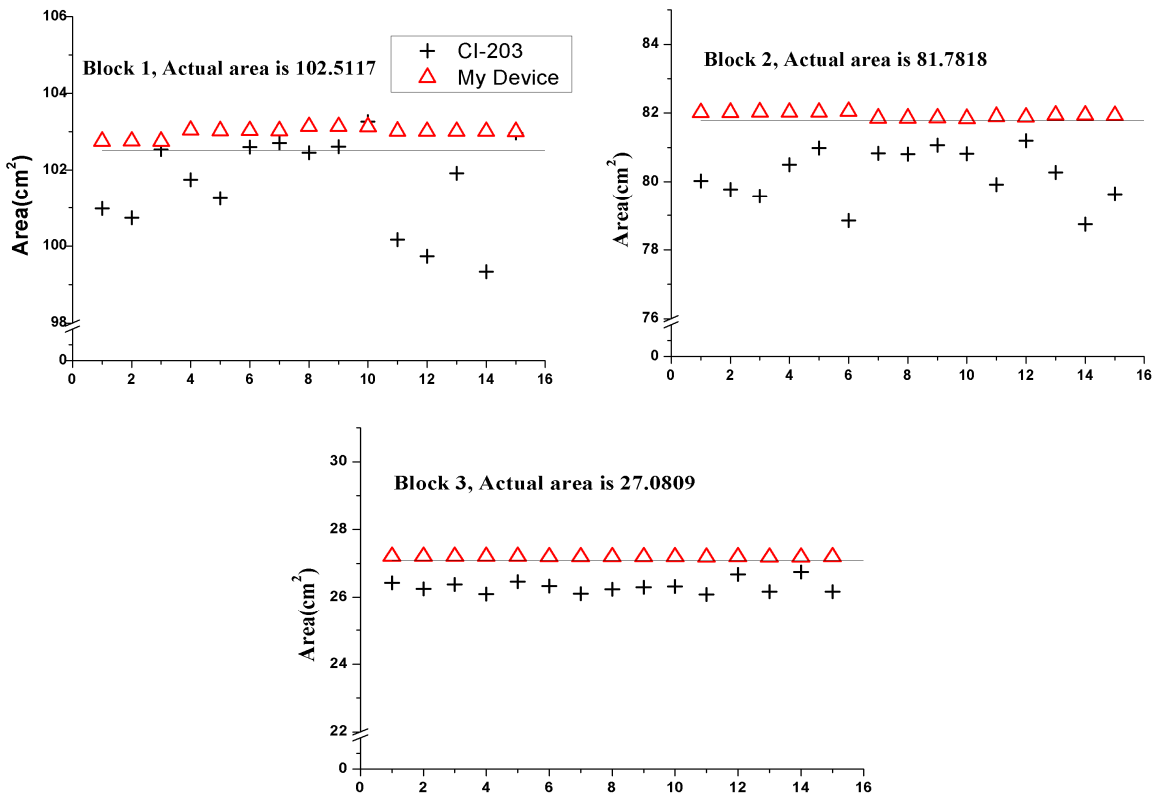 106
104
102
100
98
0
Area(cm²)
Block 1, Actual area is 102.5117
CI-203
My Device
0 2 4 6 8 10 12 14 16
84
82
80
78
76
0
Area(cm²)
Block 2, Actual area is 81.7818
0 2 4 6 8 10 12 14 16
30
28
26
24
22
0
Area(cm²)
Block 3, Actual area is 27.0809
0 2 4 6 8 10 12 14 16